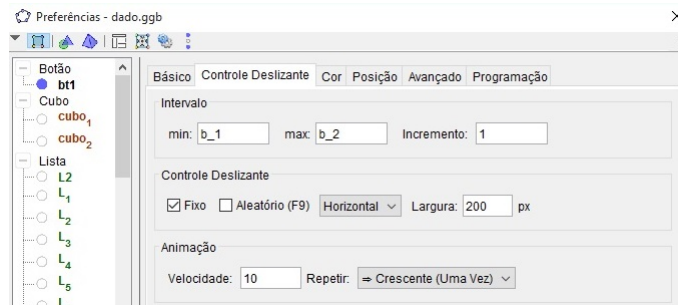 Preferências - dado.ggb
Botão
bt1
Cubo
cubo1
cubo2
Lista
L2
L1
L2
L3
L4
L5
Básico Controle Deslizante Cor Posição Avançado Programação
Intervalo
min: b_1 max: b_2 Incremento: 1
Controle Deslizante
Fixo Aleatório (F9) Horizontal Largura: 200 px
Animação
Velocidade: 10 Repetir: ⇒ Crescente (Uma Vez)